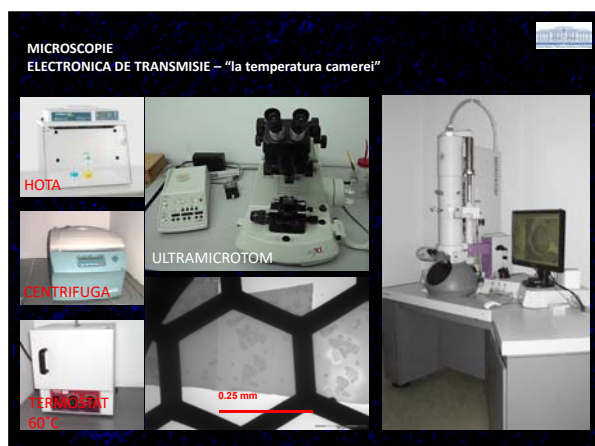 MICROSCOPIE
ELECTRONICA DE TRANSMISIE – “la temperatura camerei”
HOTA
ULTRAMICROTOM
CENTRIFUGA
TERMOSTAT
60˚C
0.25 mm